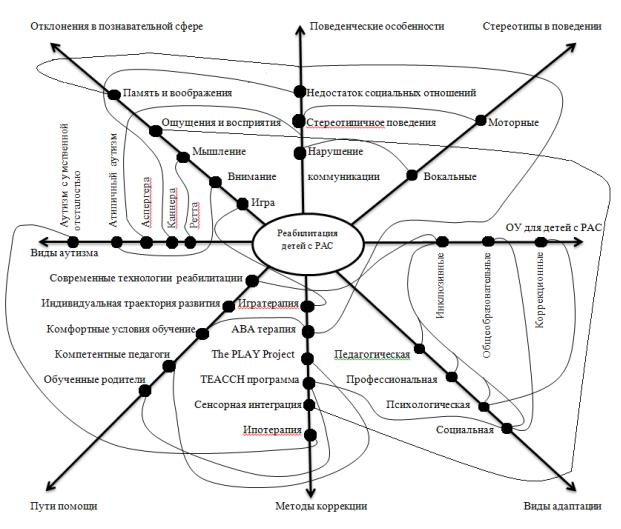 Отклонения в познавательной сфере
Поведенческие особенности
Стереотипы в поведении
Память и воображения
Недостаток социальных отношений
Ощущения и восприятия
Стереотипичное поведения
Моторные
Мышление
Нарушение
коммуникации
Внимание
Вокальные
Игра
Аутизм с умственной
отсталостью
Атипичный аутизм
Аспергера
Каннера
Ретта
Реабилитация
детей с РАС
ОУ для детей с РАС
Виды аутизма
Инклюзивные
Общеобразовательные
Коррекционные
Современные технологии реабилитации
Индивидуальная траектория развития
Игратерапия
Комфортные условия обучение
АВА терапия
Компетентные педагоги
The PLAY Project
Педагогическая
Обученные родители
TEACCH программа
Профессиональная
Сенсорная интеграция
Психологическая
Ипотерапия
Социальная
Пути помощи
Методы коррекции
Виды адаптации